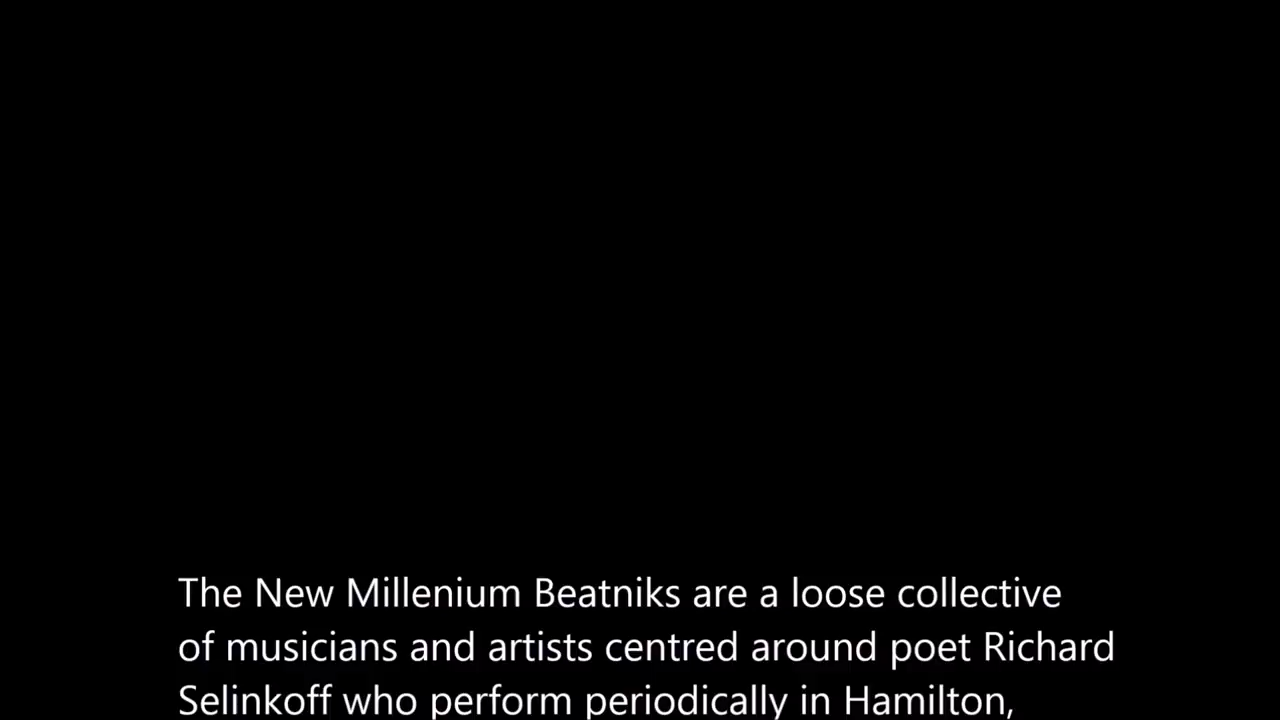 The New Millenium Beatniks are a loose collective
of musicians and artists centred around poet Richard
Selinkoff who perform periodically in Hamilton,